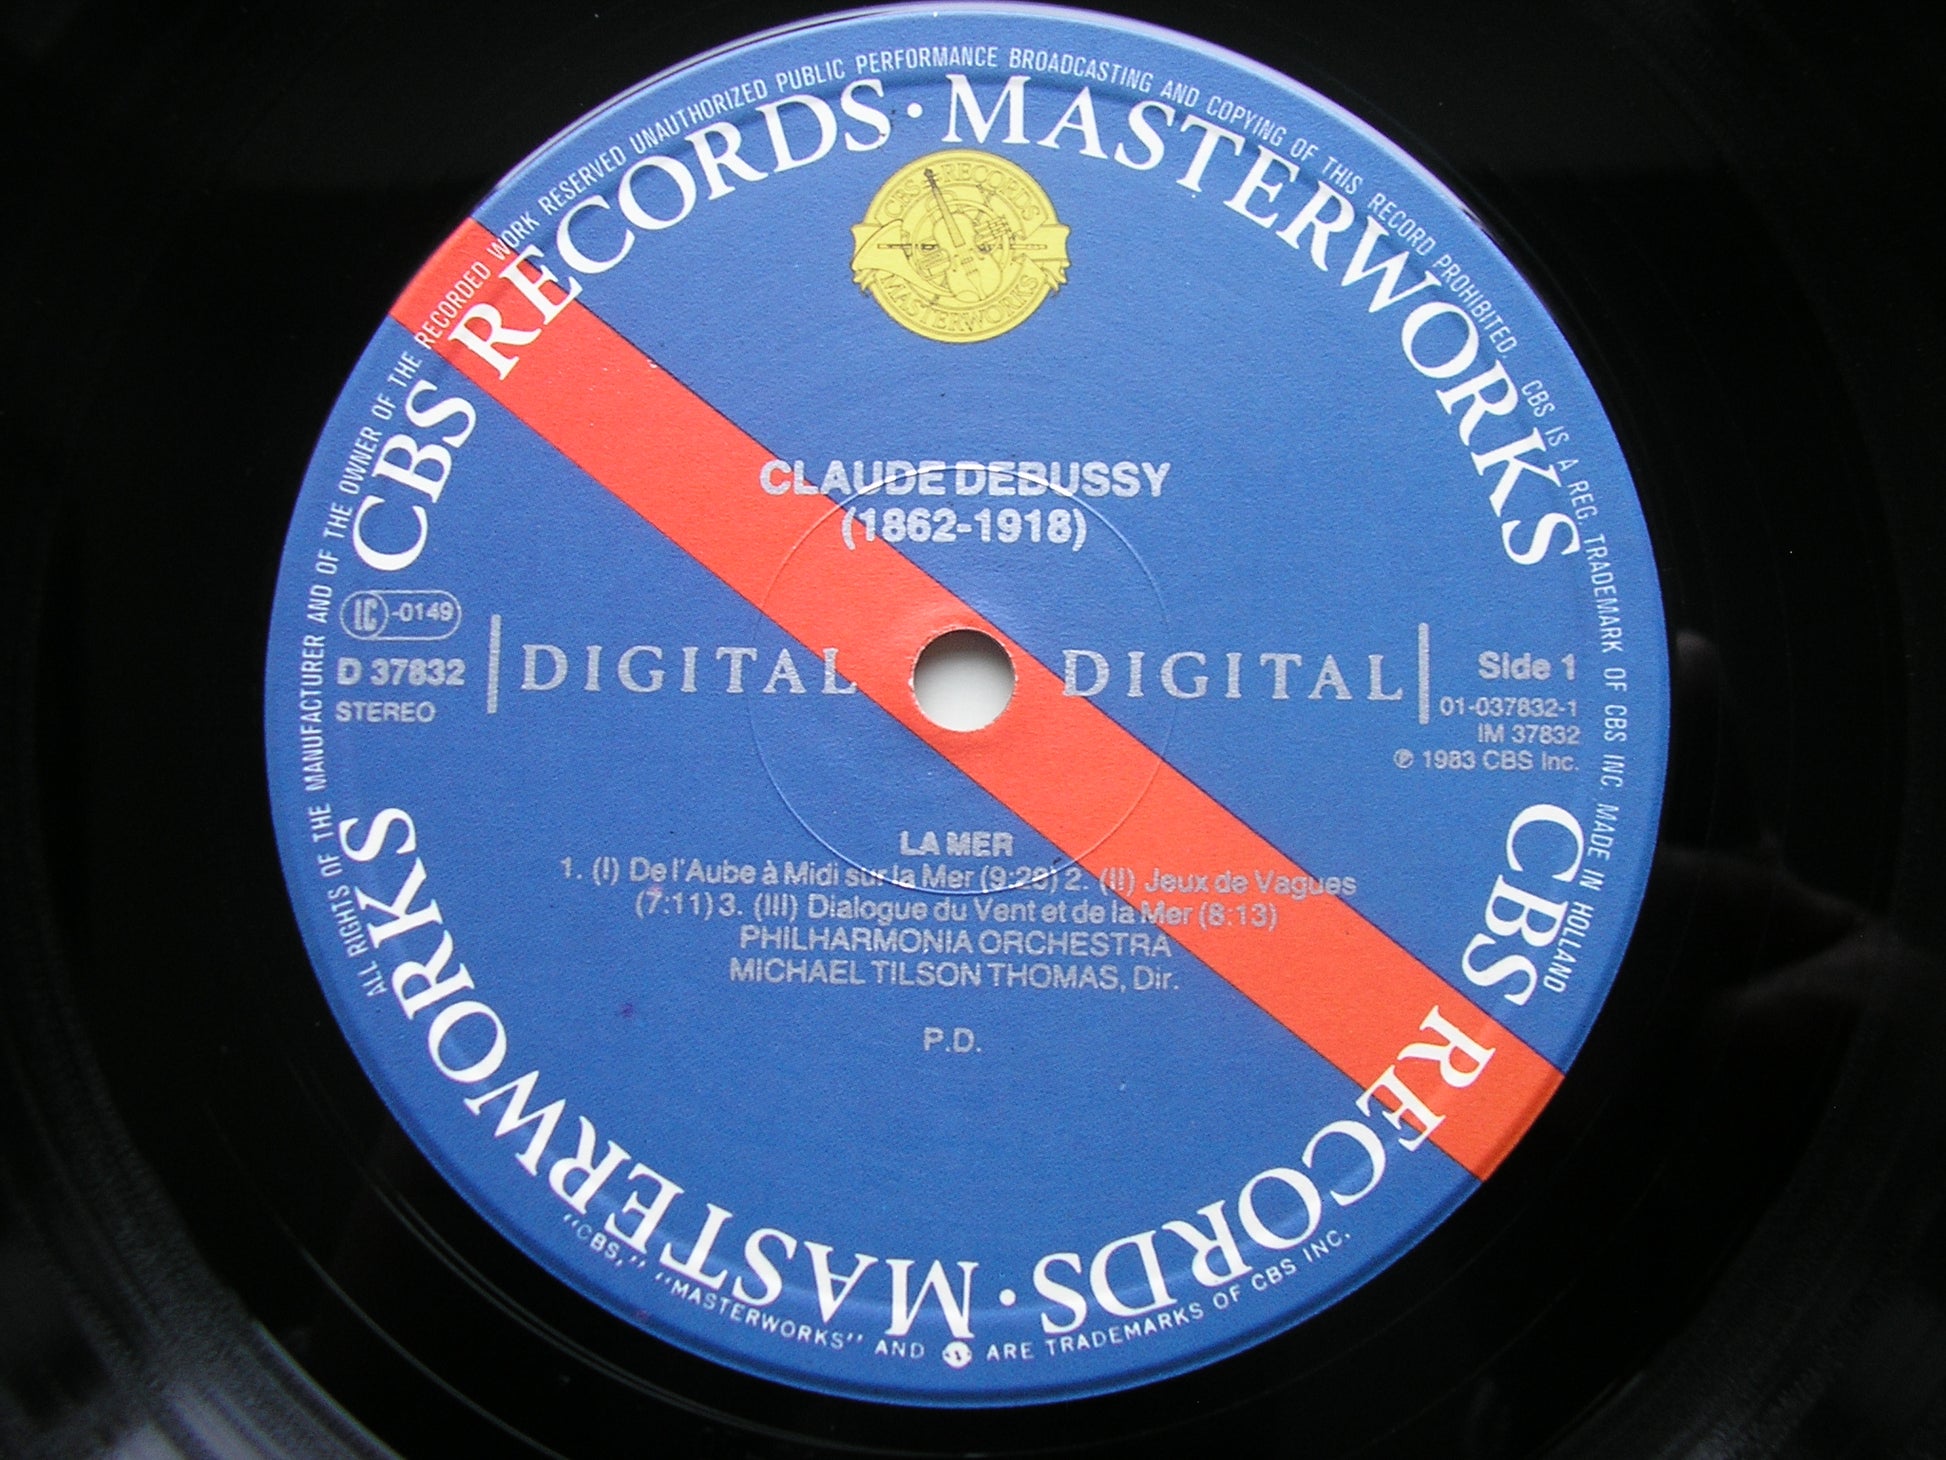 ALL RIGHTS OF THE MANUFACTURER AND OF THE OWNER OF THE RECORDED WORK RESERVED UNAUTHORIZED PUBLIC PERFORMANCE BROADCASTING AND COPYING OF THIS RECORD PROHIBITED. CBS IS A REG. TRADEMARK OF CBS INC MADE IN HOLLAND
CBS RECORDS · MASTERWORKS
CBS RECORDS
MASTERWORKS
CLAUDE DEBUSSY
(1862-1918)
LC-0149
D 37832
STEREO
DIGITAL DIGITAL
Side 1
01-037832-1
IM 37832
℗ 1983 CBS Inc.
LA MER
1. (I) De l'Aube à Midi sur la Mer (9:28) 2. (II) Jeux de Vagues
(7:11) 3. (III) Dialogue du Vent et de la Mer (8:13)
PHILHARMONIA ORCHESTRA
MICHAEL TILSON THOMAS, Dir.
P.D.
CBS RECORDS · MASTERWORKS
"CBS," "MASTERWORKS" AND ARE TRADEMARKS OF CBS INC.